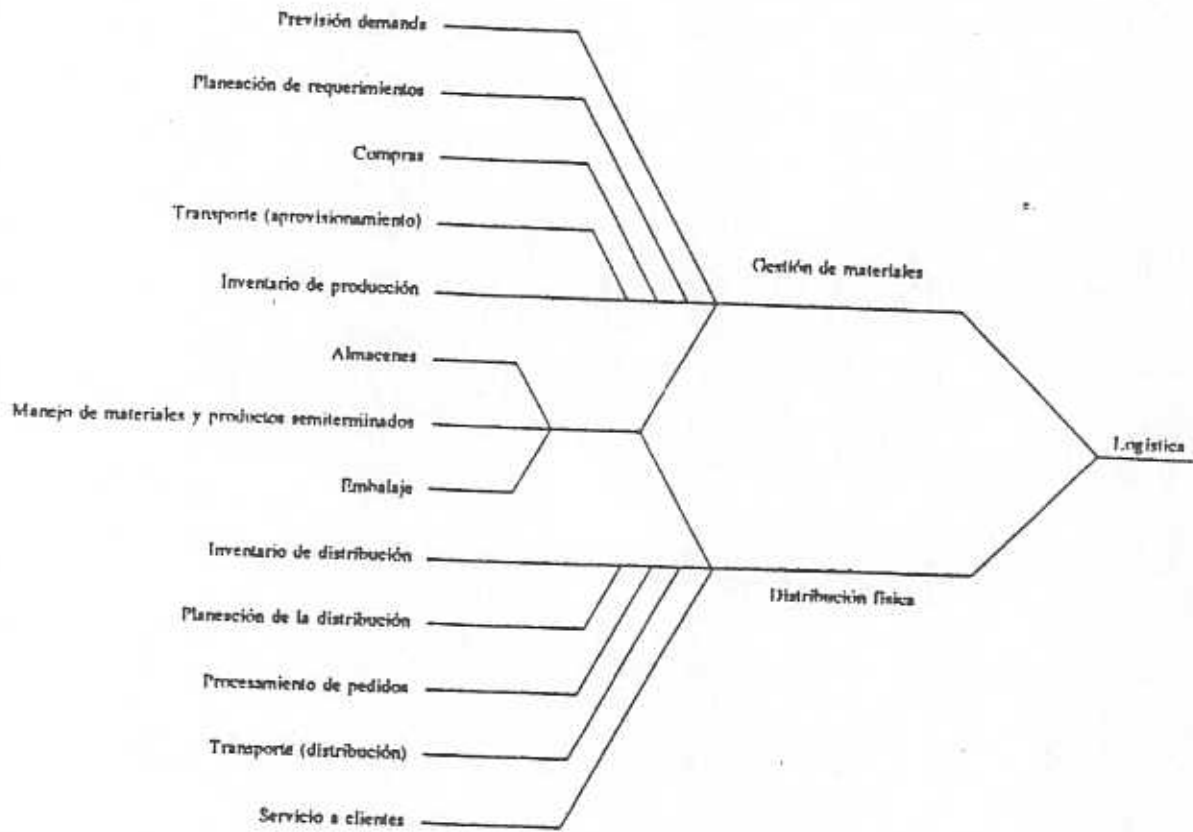 Previsión demanda
Planeación de requerimientos
Compras
Transporte (aprovisionamiento)
Gestión de materiales
Inventario de producción
Almacenes
Manejo de materiales y productos semiterminados
Logística
Embalaje
Inventario de distribución
Distribución física
Planeación de la distribución
Procesamiento de pedidos
Transporte (distribución)
Servicio a clientes